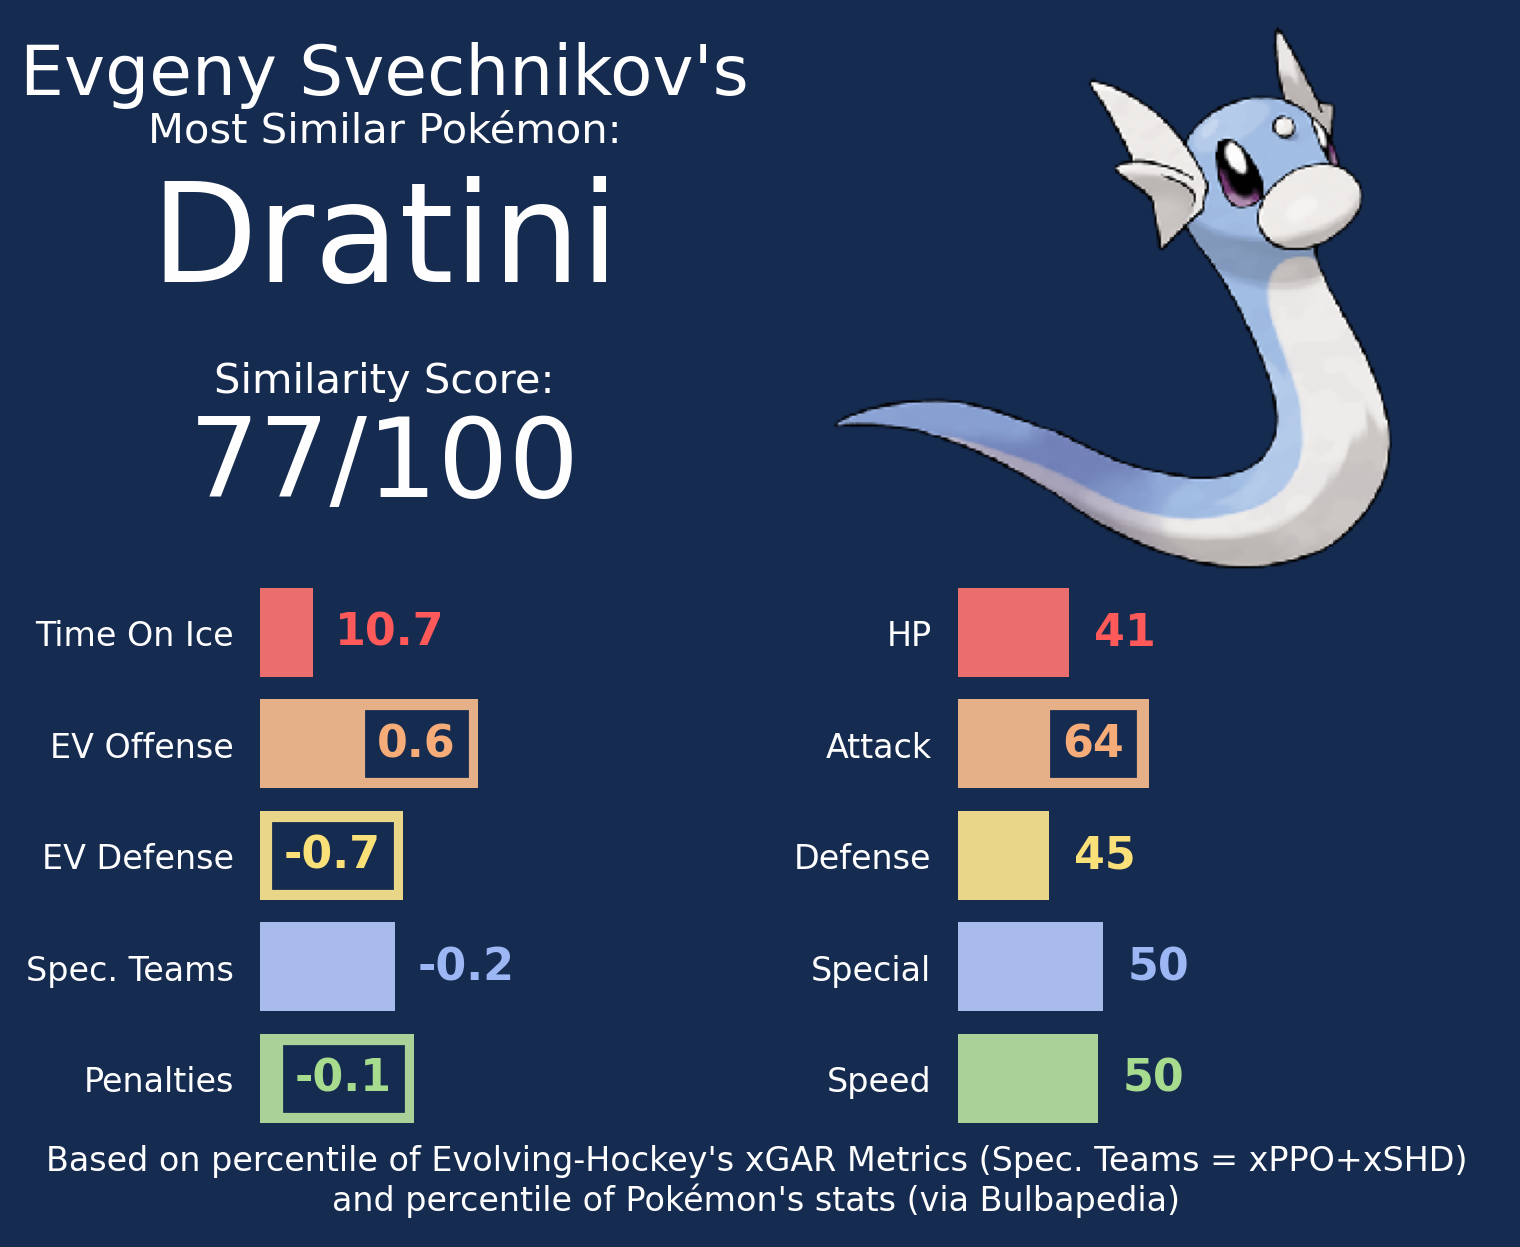 Evgeny Svechnikov's
Most Similar Pokémon:
Dratini
Similarity Score:
77/100
Time On Ice 10.7
EV Offense 0.6
EV Defense -0.7
Spec. Teams -0.2
Penalties -0.1
HP 41
Attack 64
Defense 45
Special 50
Speed 50
Based on percentile of Evolving-Hockey's xGAR Metrics (Spec. Teams = xPPO+xSHD)
and percentile of Pokémon's stats (via Bulbapedia)